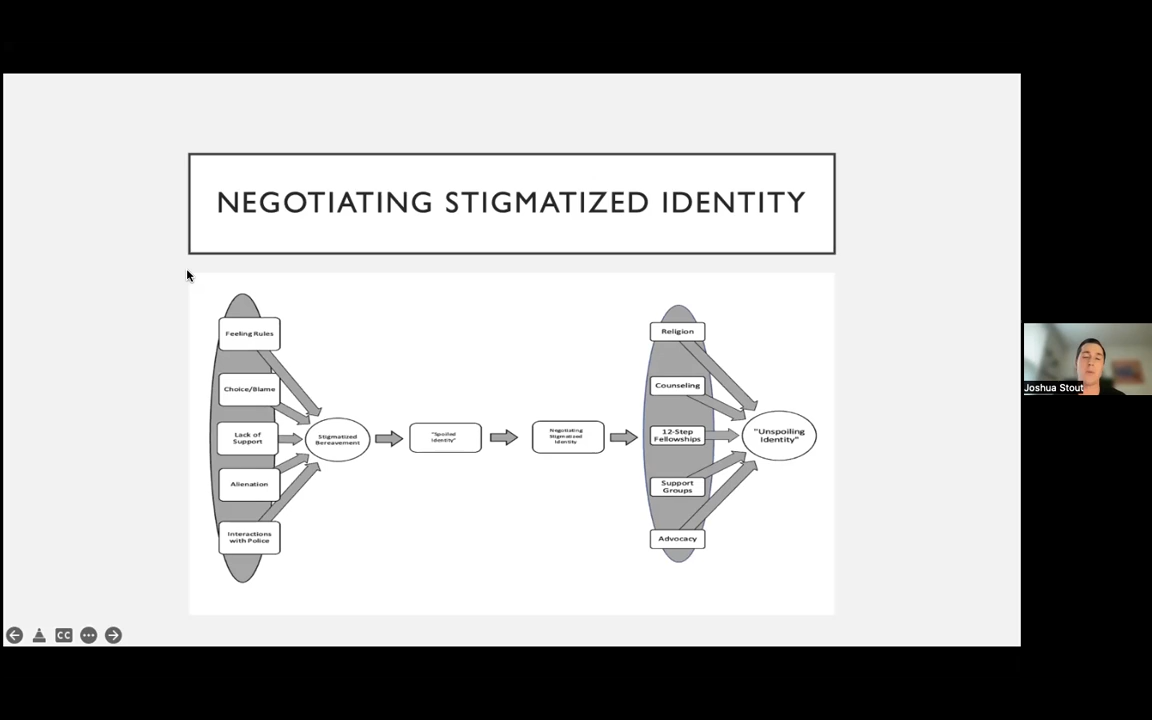 NEGOTIATING STIGMATIZED IDENTITY
Feeling Rules
Choice/Blame
Lack of
Support
Alienation
Interactions
with Police
Stigmatized
Bereavement
"Spoiled
Identity"
Negotiating
Stigmatized
Identity
Religion
Counseling
12-Step
Fellowships
Support
Groups
Advocacy
"Unspoiling
Identity"
CC
Joshua Stout